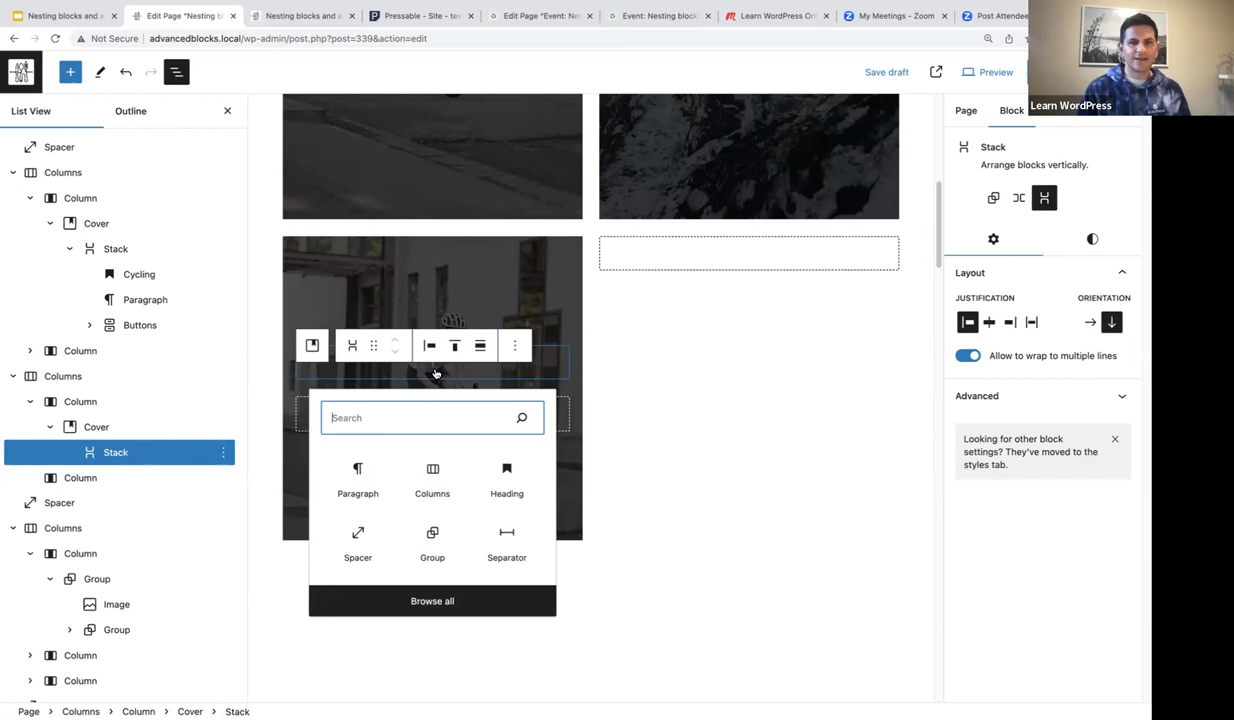 Nesting blocks and a
Edit Page "Nesting b
Nesting blocks and a
Pressable - Site - te
Edit Page "Event: Ne
Event: Nesting block
Learn WordPress On
My Meetings - Zoom
Post Attende
Not Secure
advancedblocks.local/wp-admin/post.php?post=339&action=edit
Save draft
Preview
Learn WordPress
List View
Outline
Page
Block
Spacer
Columns
Column
Cover
Stack
Cycling
Paragraph
Buttons
Column
Columns
Column
Cover
Stack
Column
Spacer
Columns
Column
Group
Image
Group
Column
Column
Search
Paragraph
Columns
Heading
Spacer
Group
Separator
Browse all
Stack
Arrange blocks vertically.
Layout
JUSTIFICATION
ORIENTATION
Allow to wrap to multiple lines
Advanced
Looking for other block
settings? They've moved to the
styles tab.
Page
Columns
Column
Cover
Stack